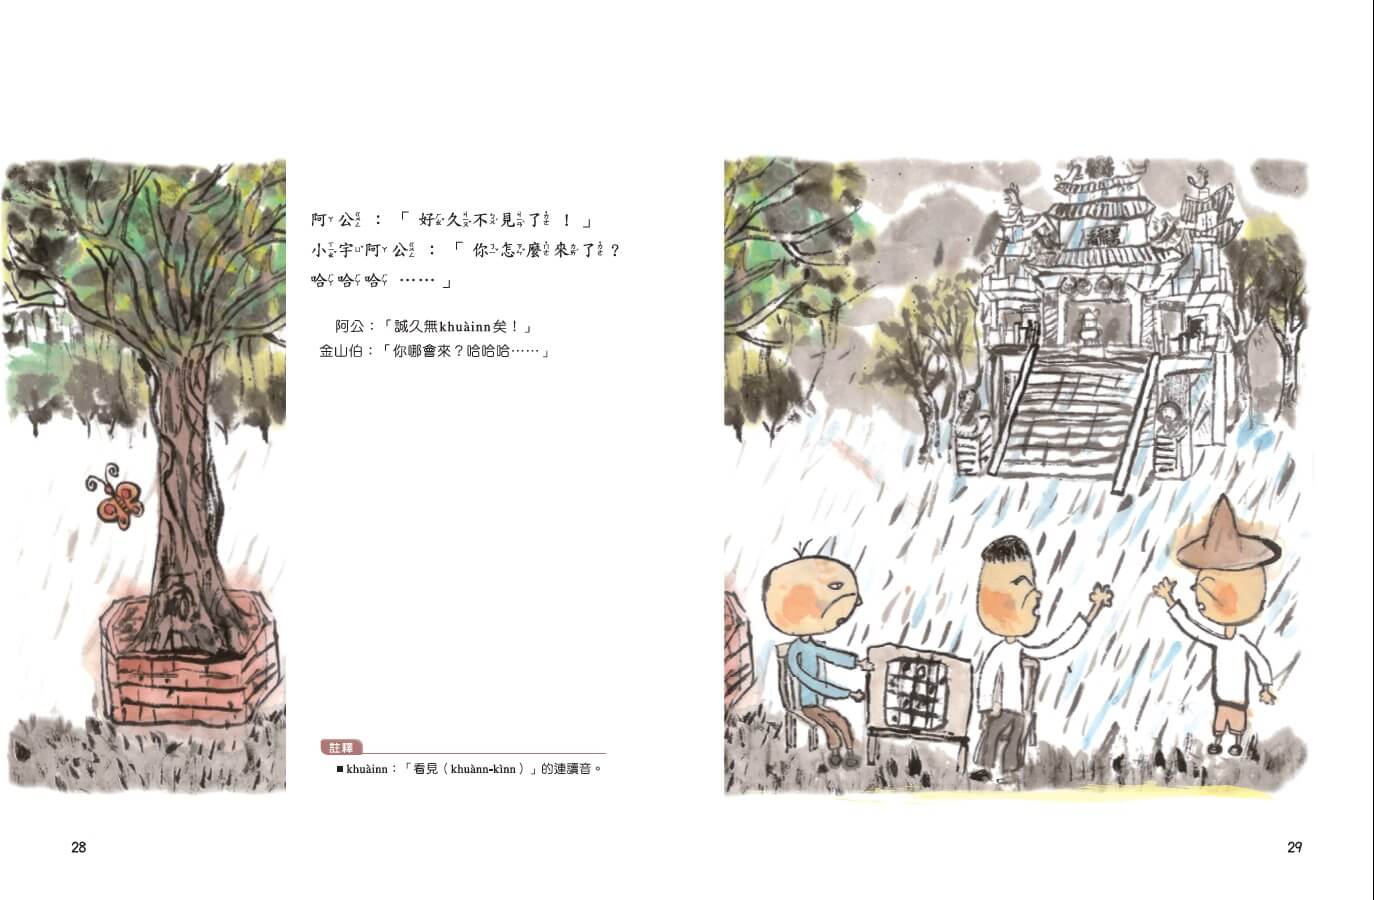 阿公：「好久不見了！」
小宇阿公：「你怎麼來了？
哈哈哈……」
阿公：「誠久無khuàinn矣！」
金山伯：「你哪會來？哈哈哈……」
註釋
■khuàinn：「看見（khuànn-kìnn）」的連讀音。
28
29